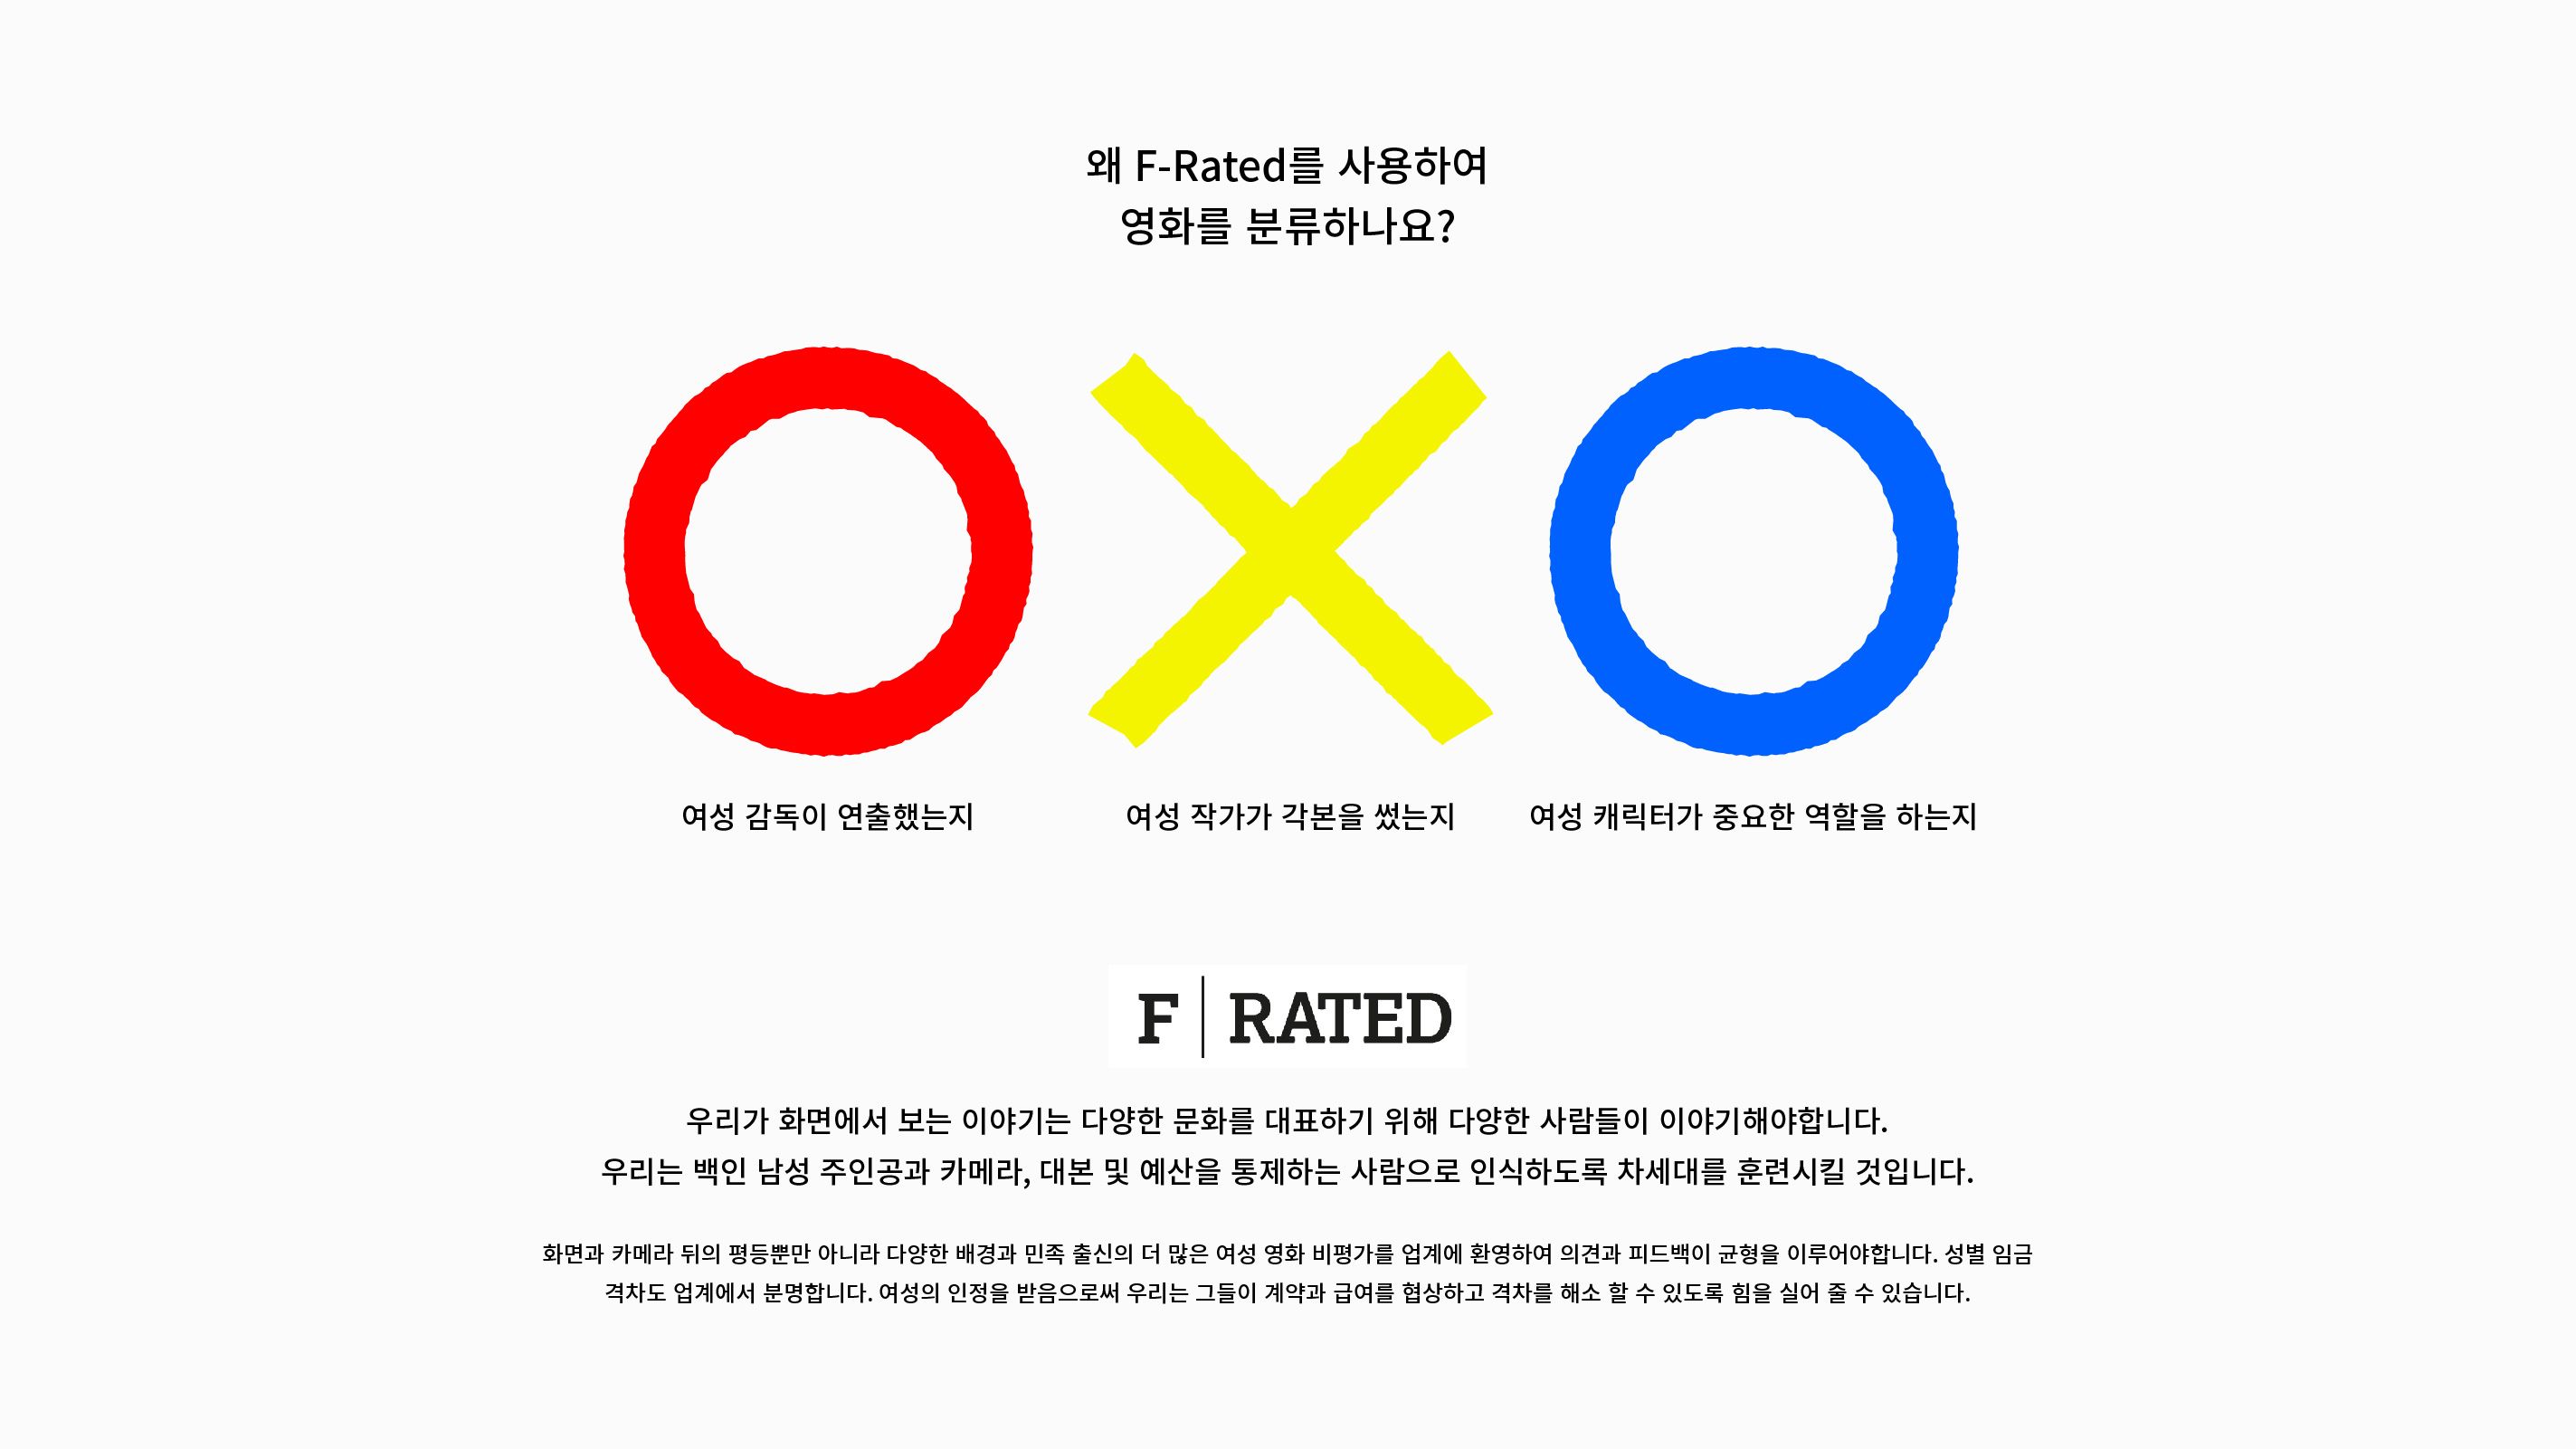 왜 F-Rated를 사용하여
영화를 분류하나요?
여성 감독이 연출했는지
여성 작가가 각본을 썼는지
여성 캐릭터가 중요한 역할을 하는지
F | RATED
우리가 화면에서 보는 이야기는 다양한 문화를 대표하기 위해 다양한 사람들이 이야기해야합니다.
우리는 백인 남성 주인공과 카메라, 대본 및 예산을 통제하는 사람으로 인식하도록 차세대를 훈련시킬 것입니다.
화면과 카메라 뒤의 평등뿐만 아니라 다양한 배경과 민족 출신의 더 많은 여성 영화 비평가를 업계에 환영하여 의견과 피드백이 균형을 이루어야합니다. 성별 임금
격차도 업계에서 분명합니다. 여성의 인정을 받음으로써 우리는 그들이 계약과 급여를 협상하고 격차를 해소 할 수 있도록 힘을 실어 줄 수 있습니다.